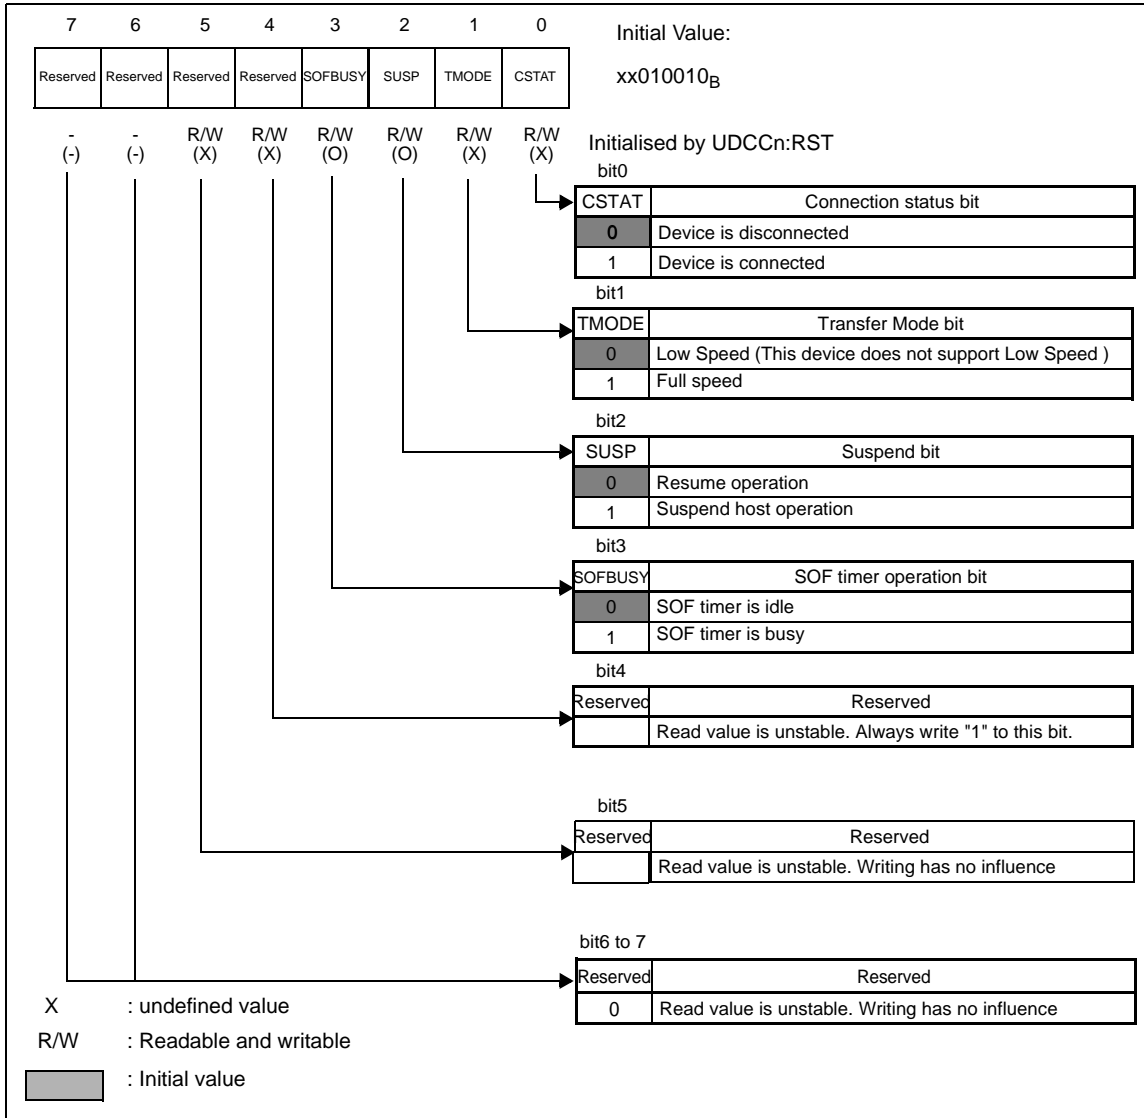 7 6 5 4 3 2 1 0
Initial Value:
Reserved Reserved Reserved Reserved SOFBUSY SUSP TMODE CSTAT
xx010010B
- - R/W R/W R/W R/W R/W R/W
(-) (-) (X) (X) (O) (O) (X) (X)
Initialised by UDCCn:RST
bit0
CSTAT Connection status bit
0 Device is disconnected
1 Device is connected
bit1
TMODE Transfer Mode bit
0 Low Speed (This device does not support Low Speed )
1 Full speed
bit2
SUSP Suspend bit
0 Resume operation
1 Suspend host operation
bit3
SOFBUSY SOF timer operation bit
0 SOF timer is idle
1 SOF timer is busy
bit4
Reserved Reserved
Read value is unstable. Always write "1" to this bit.
bit5
Reserved Reserved
Read value is unstable. Writing has no influence
bit6 to 7
Reserved Reserved
0 Read value is unstable. Writing has no influence
X : undefined value
R/W : Readable and writable
: Initial value